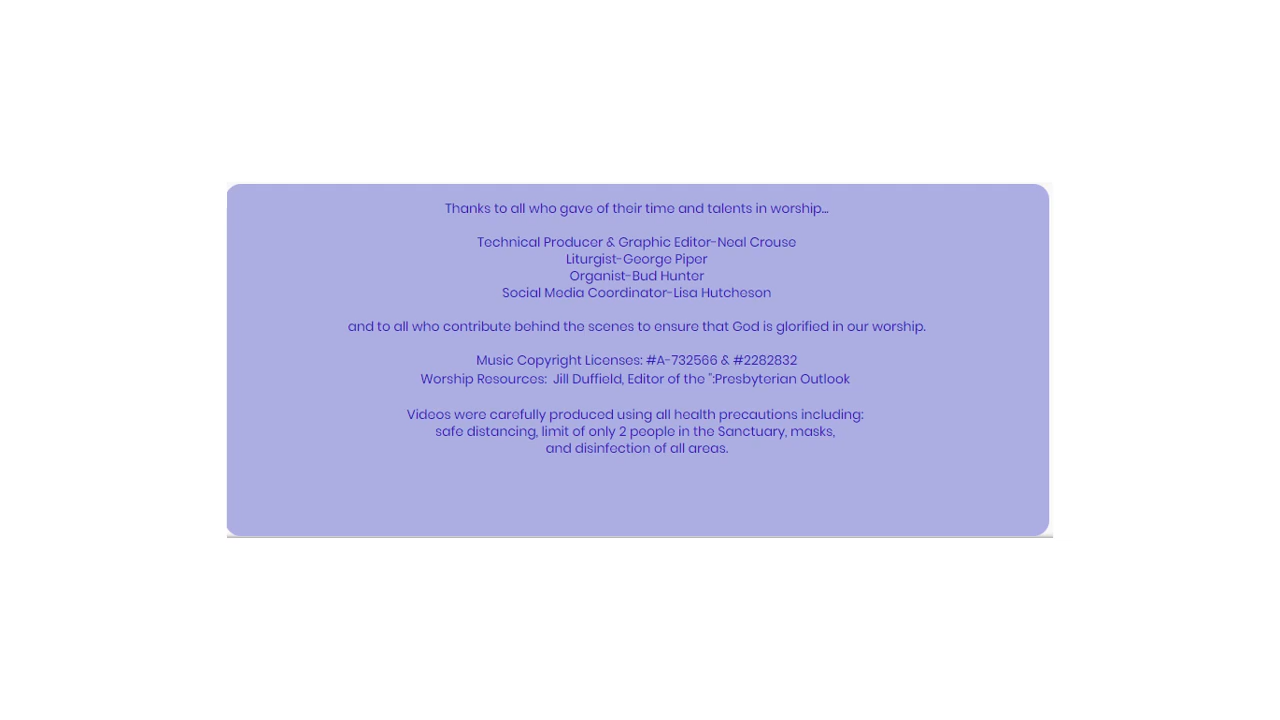 Thanks to all who gave of their time and talents in worship...
Technical Producer & Graphic Editor-Neal Crouse
Liturgist-George Piper
Organist-Bud Hunter
Social Media Coordinator-Lisa Hutcheson
and to all who contribute behind the scenes to ensure that God is glorified in our worship.
Music Copyright Licenses: #A-732566 & #2282832
Worship Resources:  Jill Duffield, Editor of the ":Presbyterian Outlook
Videos were carefully produced using all health precautions including:
safe distancing, limit of only 2 people in the Sanctuary, masks,
and disinfection of all areas.